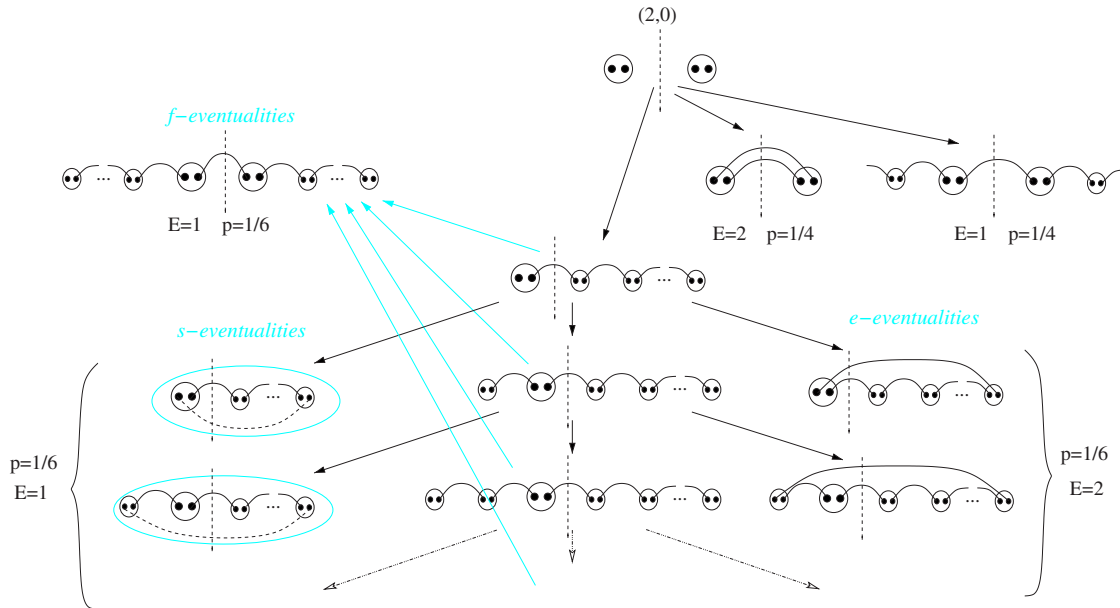 (2,0)
f−eventualities
E=1 p=1/6
E=2 p=1/4
E=1 p=1/4
s−eventualities
e−eventualities
p=1/6
E=1
p=1/6
E=2